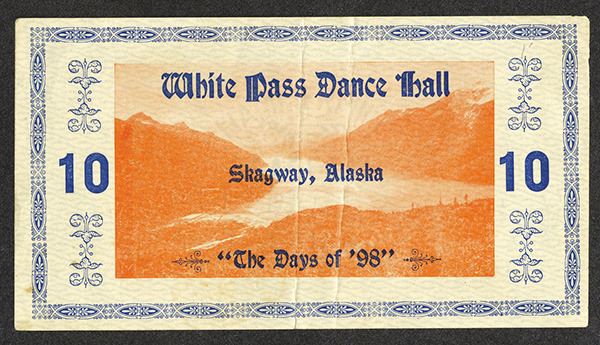 White Pass Dance Hall
10
Skagway, Alaska
10
"The Days of '98"